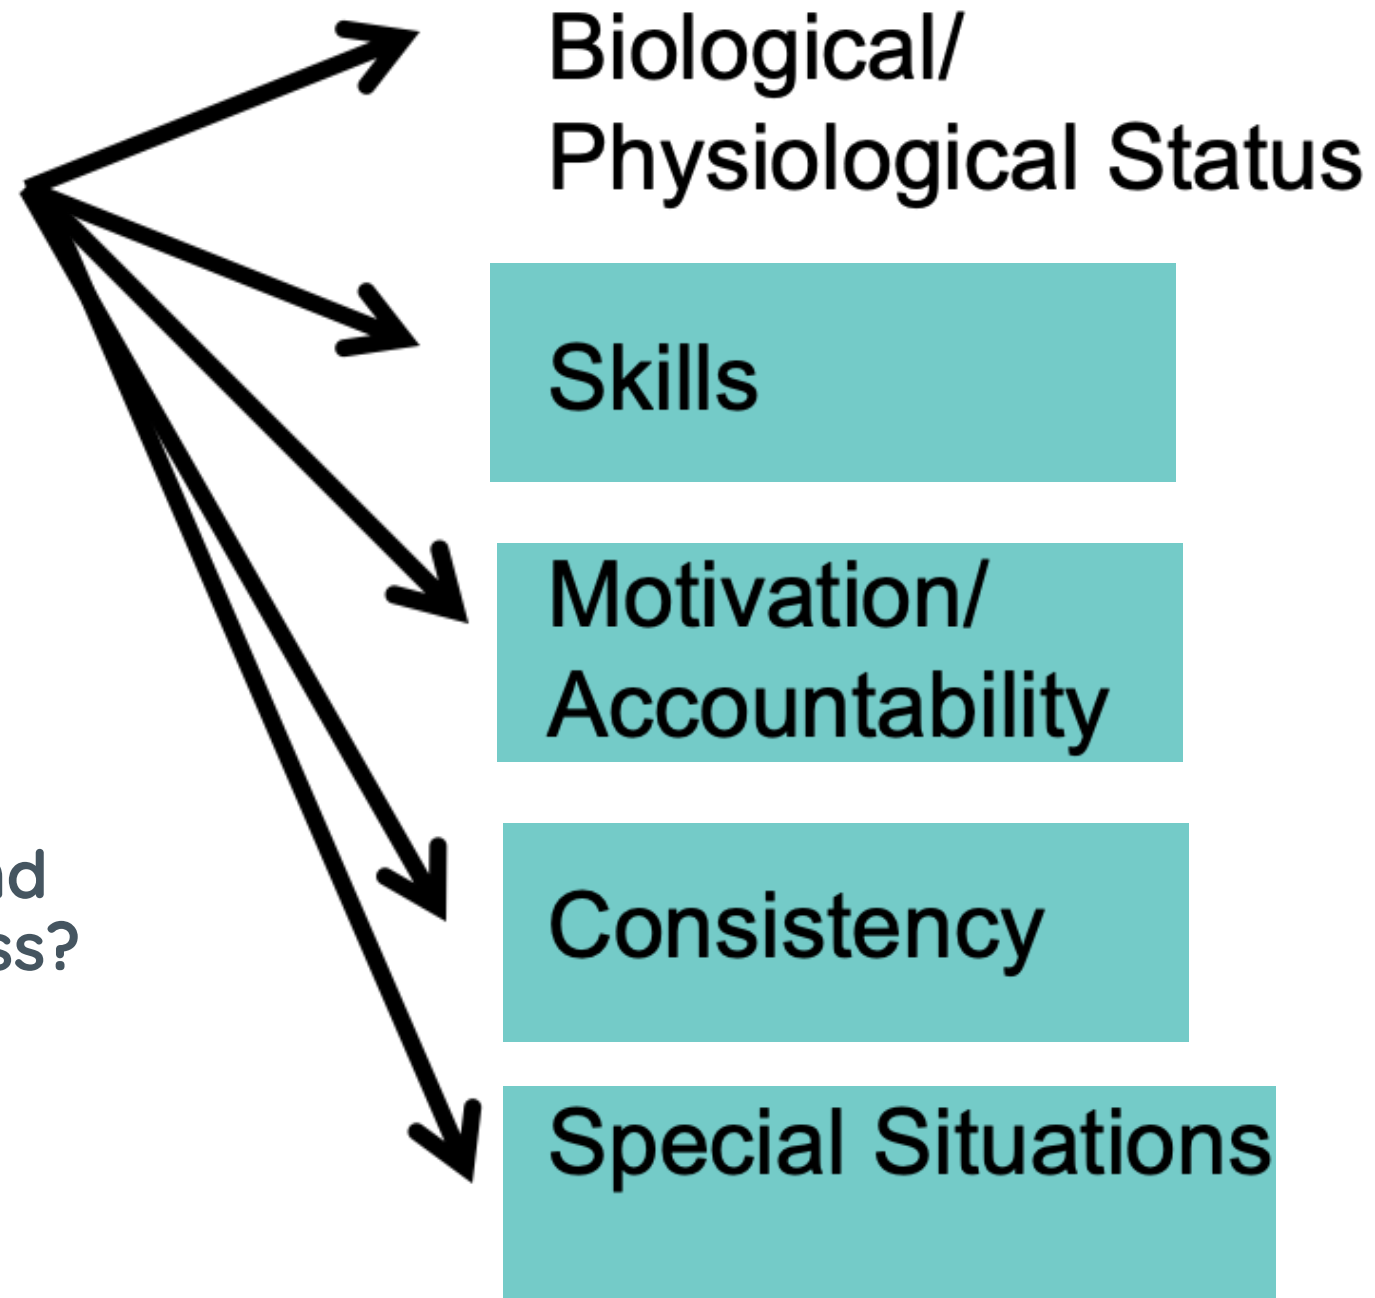 Biological/
Physiological Status
Skills
Motivation/
Accountability
Consistency
Special Situations